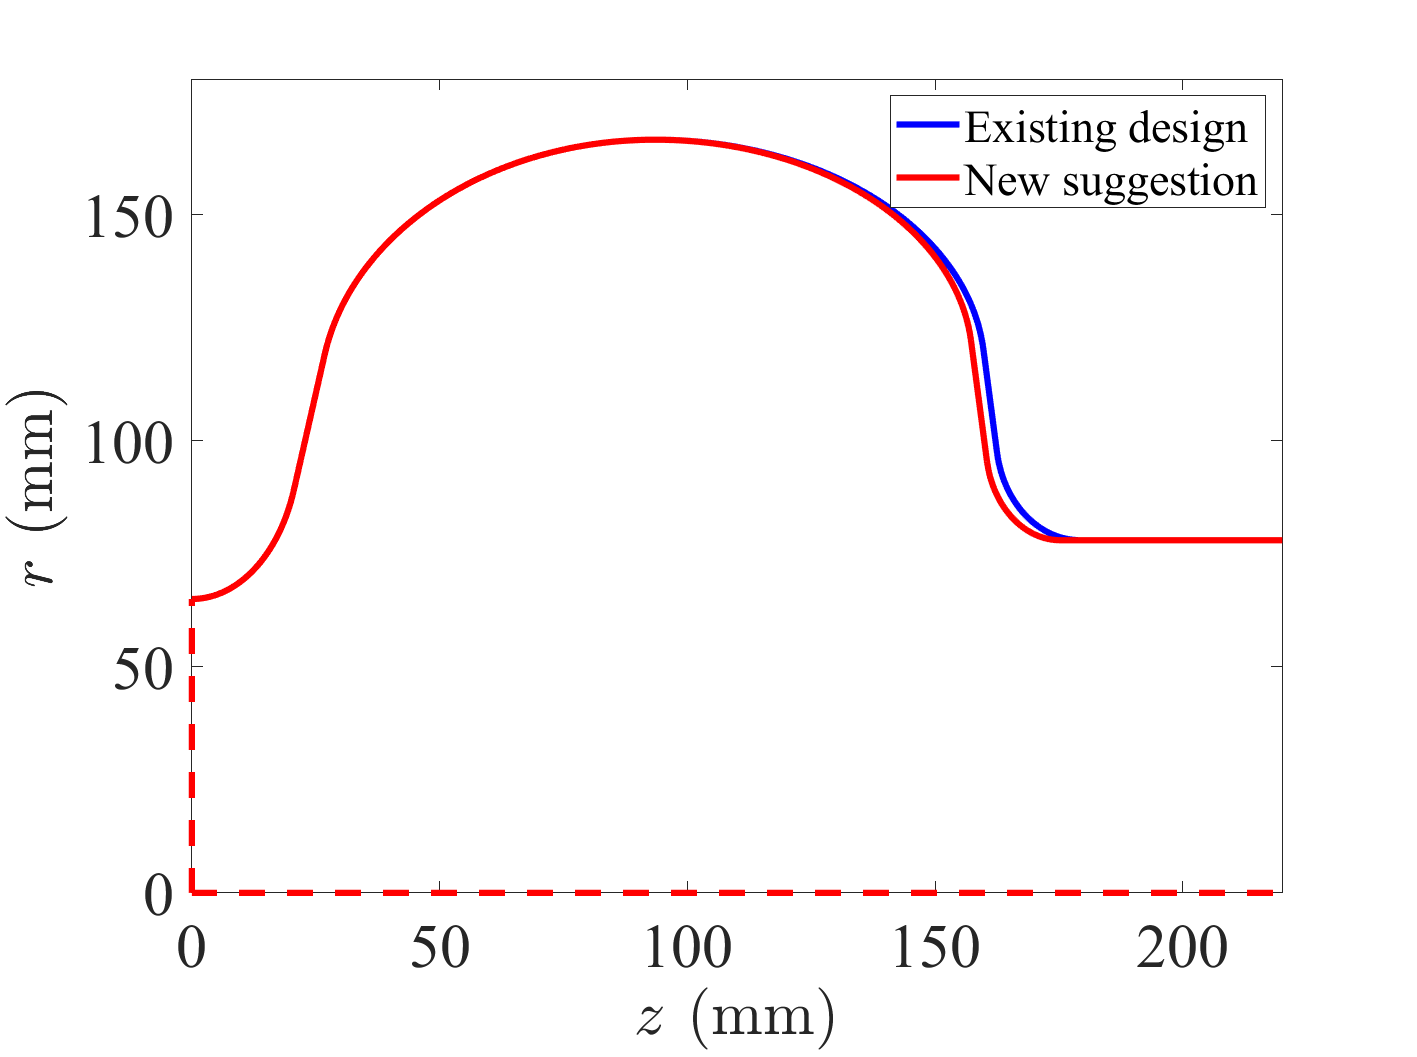 Existing design
New suggestion
150
100
50
0
r (mm)
0 50 100 150 200
z (mm)